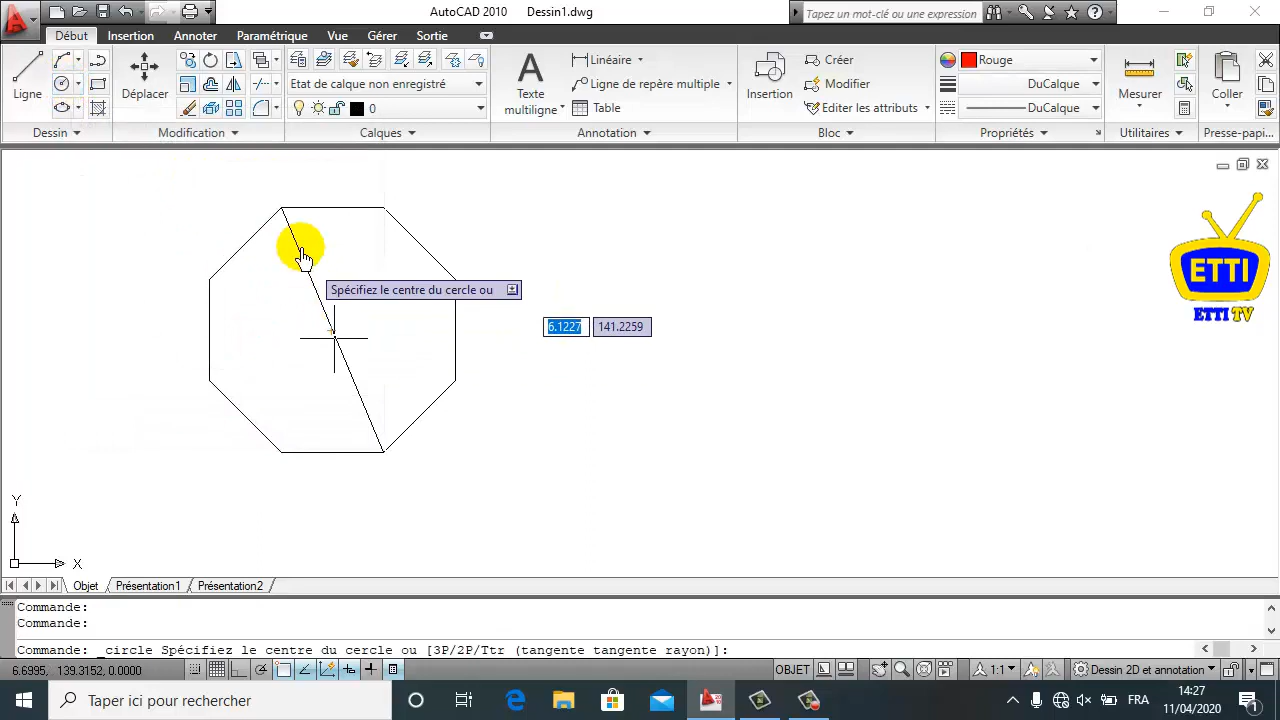 AutoCAD 2010 Dessin1.dwg
Tapez un mot-clé ou une expression
Début Insertion Annoter Paramétrique Vue Gérer Sortie
Ligne
Déplacer
Etat de calque non enregistré
0
Texte
multiligne
Linéaire
Ligne de repère multiple
Table
Insertion
Créer
Modifier
Editer les attributs
Rouge
DuCalque
DuCalque
Mesurer
Coller
Dessin Modification Calques Annotation Bloc Propriétés Utilitaires Presse-papi...
ETTI
ETTI TV
Spécifiez le centre du cercle ou
6.1227 141.2259
Y
X
Objet Présentation1 Présentation2
Commande:
Commande:
Commande: _circle Spécifiez le centre du cercle ou [3P/2P/Ttr (tangente tangente rayon)]:
6.6995, 139.3152, 0.0000
OBJET
1:1
Dessin 2D et annotation
Taper ici pour rechercher
FRA
14:27
11/04/2020
1